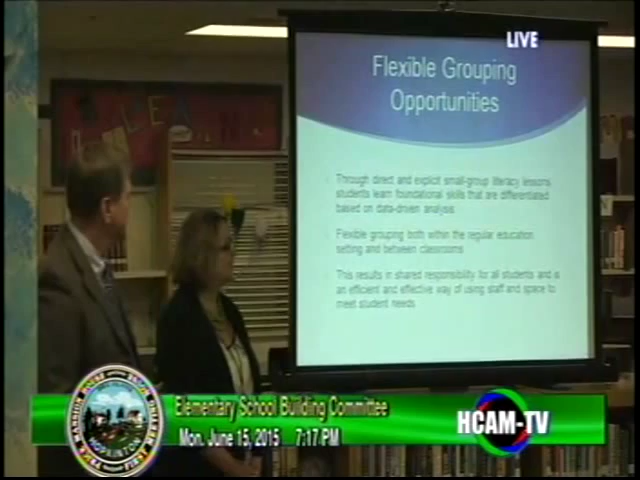 LIVE
Flexible Grouping
Opportunities
Through direct and explicit small-group literacy lessons
students learn foundational skills that are differentiated
based on data-driven analysis
Flexible grouping both within the regular education
setting and between classrooms
This results in shared responsibility for all students and is
an efficient and effective way of using staff and space to
meet student needs
Elementary School Building Committee
Mon. June 15, 2015 7:17 PM
HCAM-TV
HOPKINTON